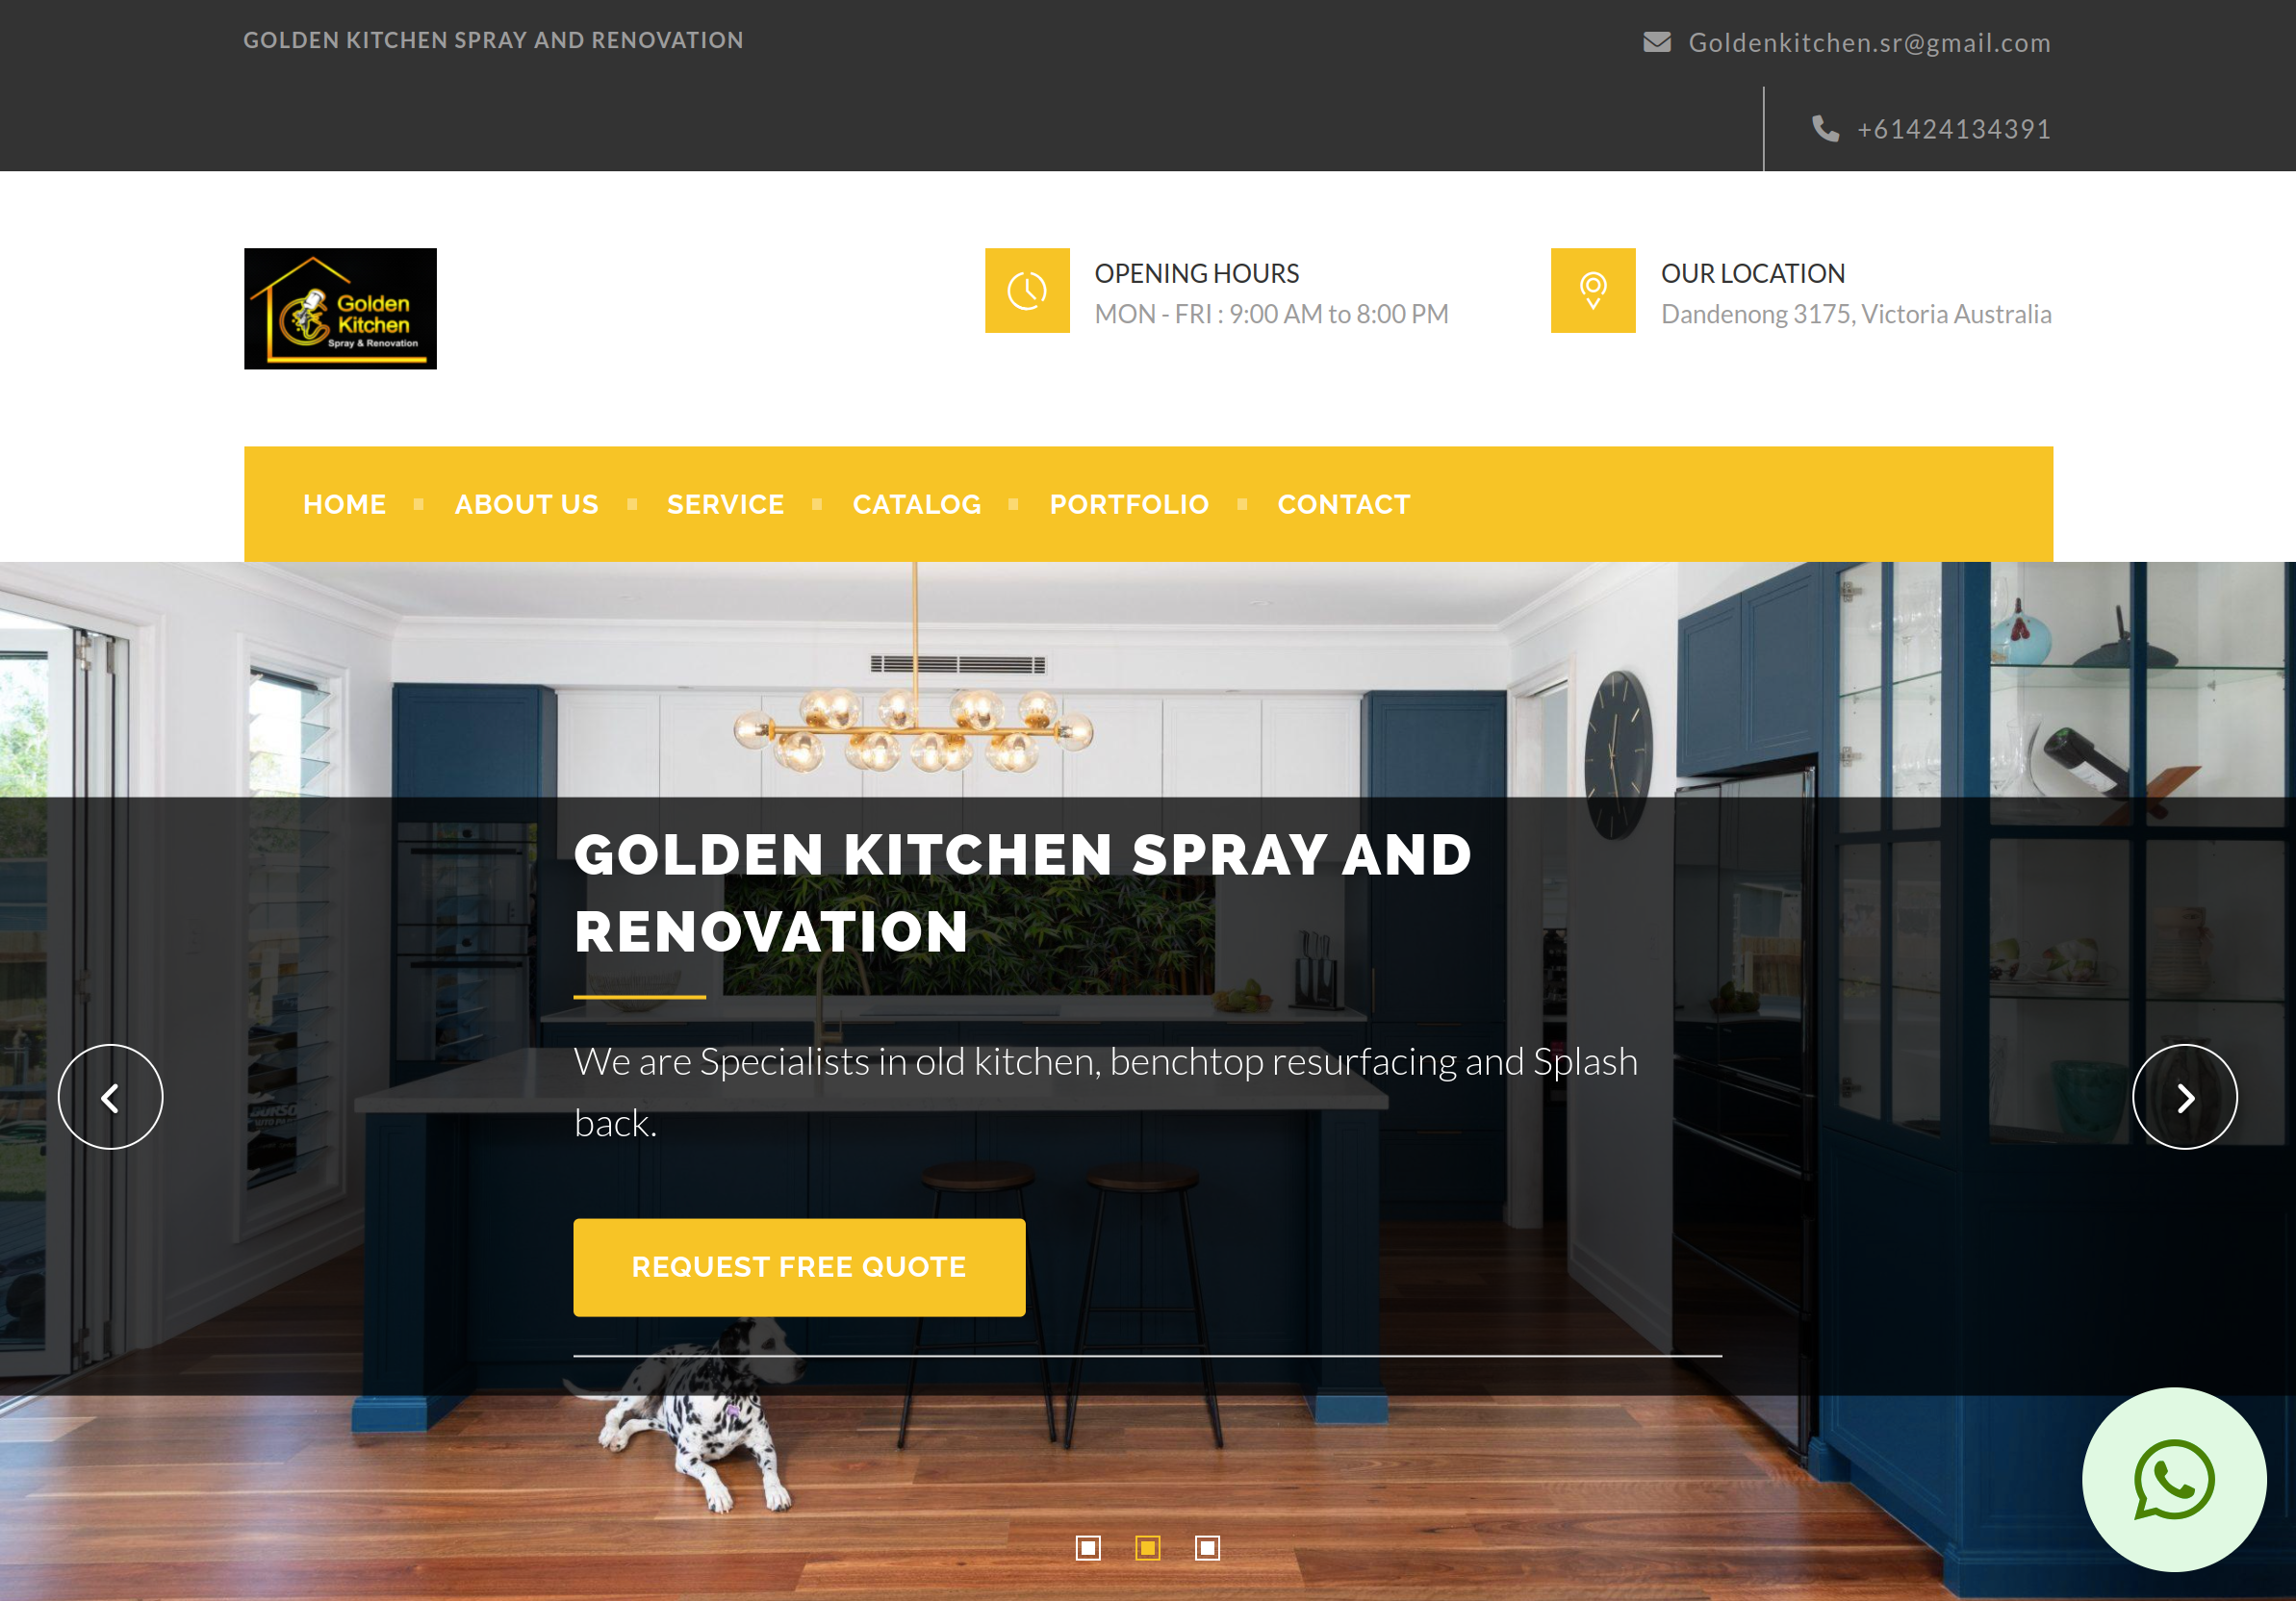 GOLDEN KITCHEN SPRAY AND RENOVATION
Goldenkitchen.sr@gmail.com
+61424134391
Golden
Kitchen
Spray & Renovation
OPENING HOURS
MON - FRI : 9:00 AM to 8:00 PM
OUR LOCATION
Dandenong 3175, Victoria Australia
HOME
ABOUT US
SERVICE
CATALOG
PORTFOLIO
CONTACT
GOLDEN KITCHEN SPRAY AND
RENOVATION
We are Specialists in old kitchen, benchtop resurfacing and Splash
back.
REQUEST FREE QUOTE